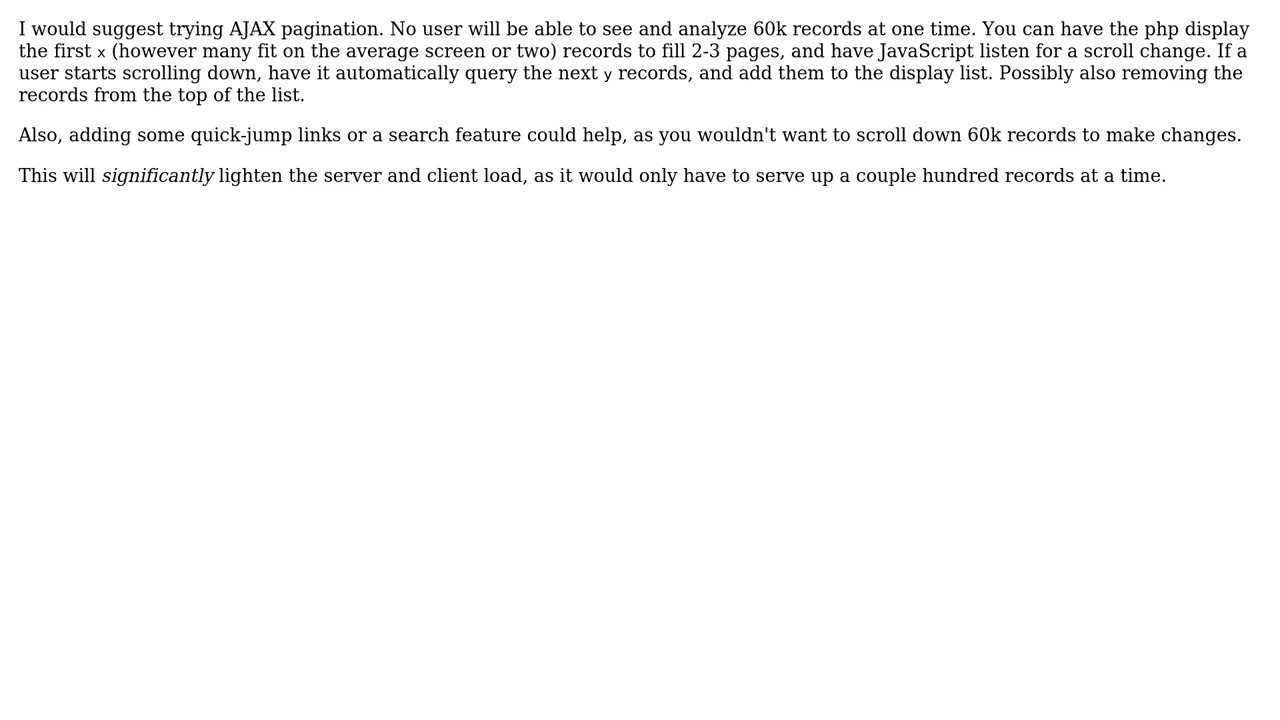 I would suggest trying AJAX pagination. No user will be able to see and analyze 60k records at one time. You can have the php display
the first x (however many fit on the average screen or two) records to fill 2-3 pages, and have JavaScript listen for a scroll change. If a
user starts scrolling down, have it automatically query the next y records, and add them to the display list. Possibly also removing the
records from the top of the list.
Also, adding some quick-jump links or a search feature could help, as you wouldn't want to scroll down 60k records to make changes.
This will significantly lighten the server and client load, as it would only have to serve up a couple hundred records at a time.